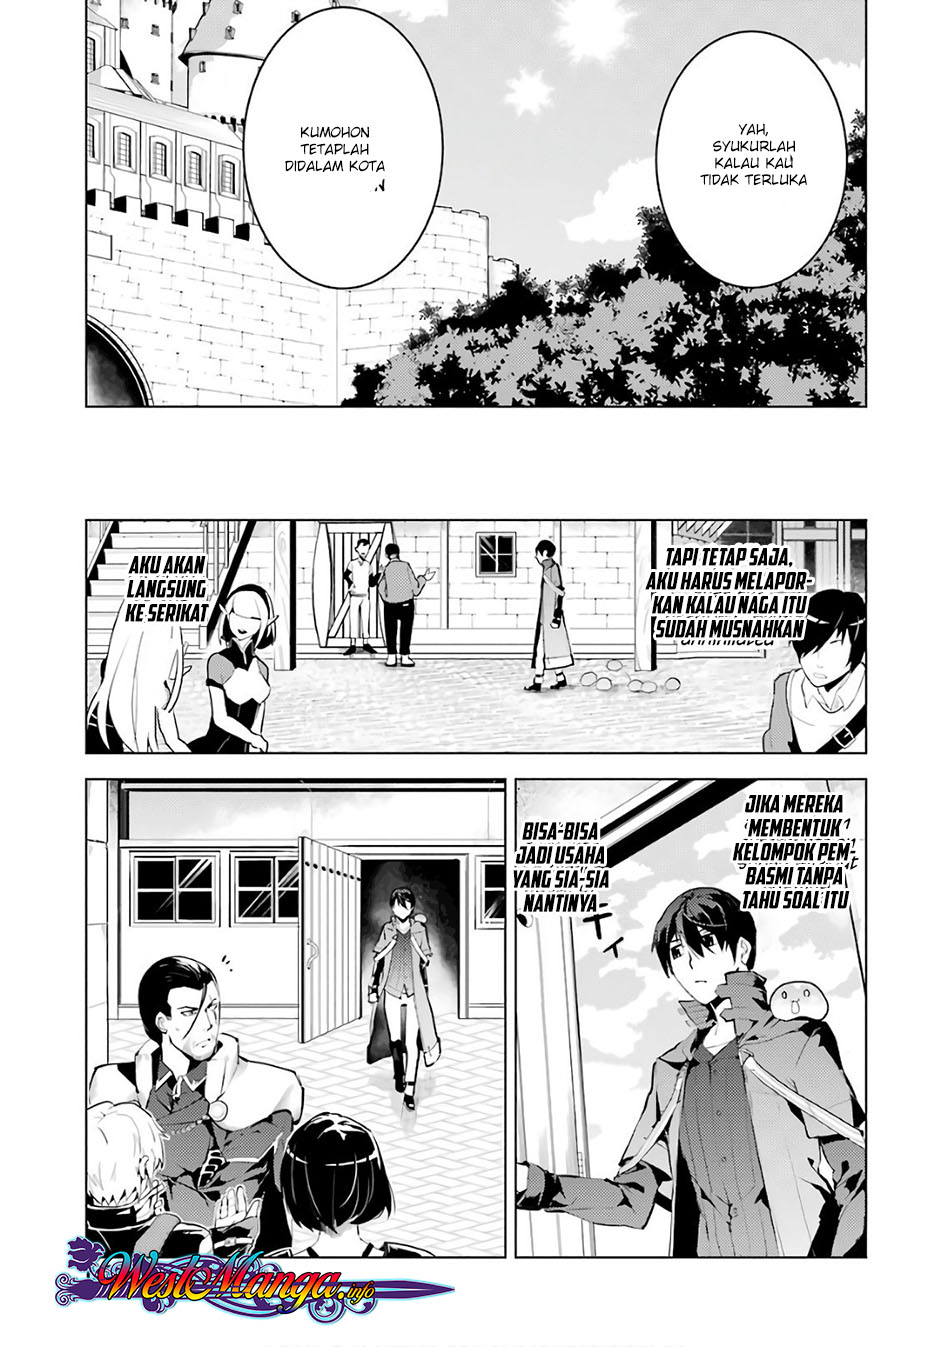 YAH,
SYUKURLAH
KALAU KAU
TIDAK TERLUKA
KUMOHON
TETAPLAH
DIDALAM KOTA
TAPI TETAP SAJA,
AKU HARUS MELAPOR-
KAN KALAU NAGA ITU
SUDAH MUSNAHKAN
AKU AKAN
LANGSUNG
KE SERIKAT
JIKA MEREKA
MEMBENTUK
KELOMPOK PEM-
BASMI TANPA
TAHU SOAL ITU
BISA-BISA
JADI USAHA
YANG SIA-SIA
NANTINYA
WESTMANGA.info